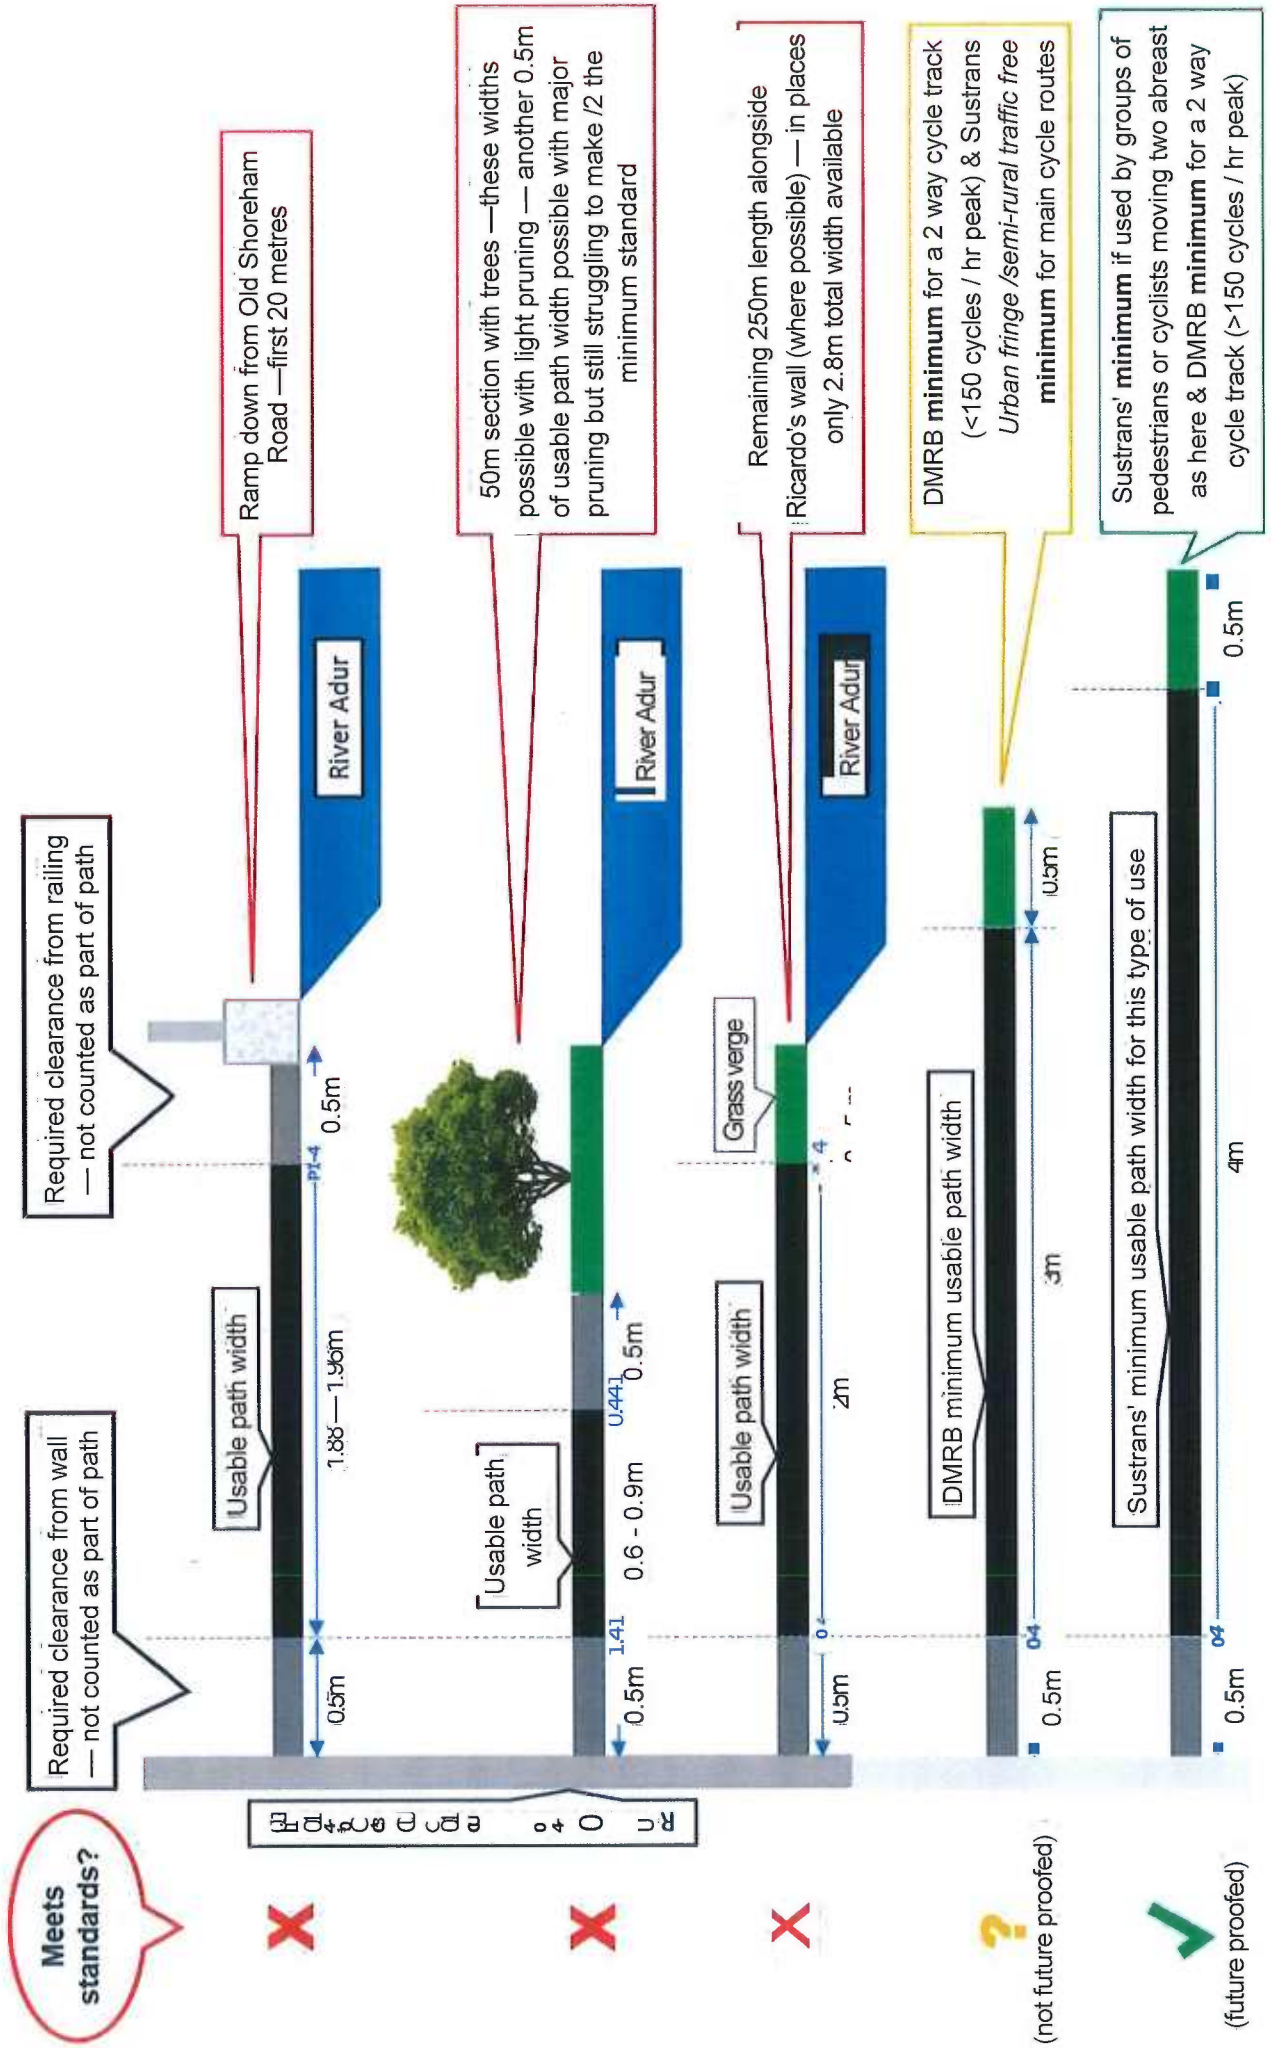 Meets
standards?
Required clearance from wall
— not counted as part of path
Required clearance from railing
— not counted as part of path
Usable path width
0.5m
1.88 — 1.96m
0.5m
River Adur
Ramp down from Old Shoreham
Road —first 20 metres
Usable path
width
0.5m
1.41
0.6 - 0.9m
0.441
0.5m
River Adur
50m section with trees —these widths
possible with light pruning — another 0.5m
of usable path width possible with major
pruning but still struggling to make /2 the
minimum standard
Usable path width
Grass verge
0.5m
2m
River Adur
Remaining 250m length alongside
Ricardo's wall (where possible) — in places
only 2.8m total width available
(not future proofed)
DMRB minimum usable path width
0.5m
04
3m
0.5m
DMRB minimum for a 2 way cycle track
(<150 cycles / hr peak) & Sustrans
Urban fringe /semi-rural traffic free
minimum for main cycle routes
(future proofed)
Sustrans' minimum usable path width for this type of use
0.5m
04
4m
0.5m
Sustrans' minimum if used by groups of
pedestrians or cyclists moving two abreast
as here & DMRB minimum for a 2 way
cycle track (>150 cycles / hr peak)